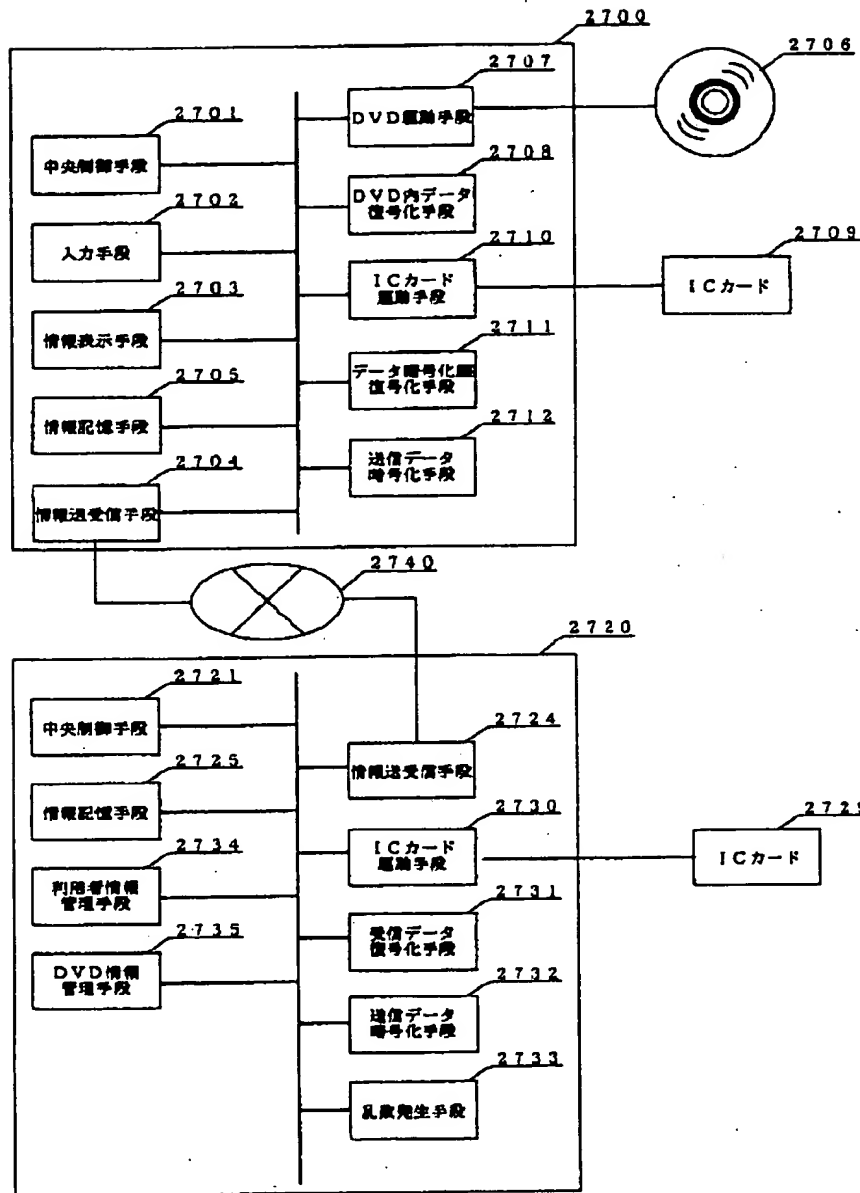 2700
2707
2706
DVD駆動手段
2701
中央制御手段
2708
DVD内データ
復号化手段
2702
入力手段
2710
ICカード
駆動手段
2709
ICカード
2703
情報表示手段
2711
データ暗号化
復号化手段
2705
情報記憶手段
2712
送信データ
暗号化手段
2704
情報送受信手段
2740
2720
2721
中央制御手段
2724
情報送受信手段
2725
情報記憶手段
2730
ICカード
駆動手段
2729
ICカード
2734
利用者情報
管理手段
2731
受信データ
復号化手段
2735
DVD情報
管理手段
2732
送信データ
暗号化手段
2733
乱数発生手段